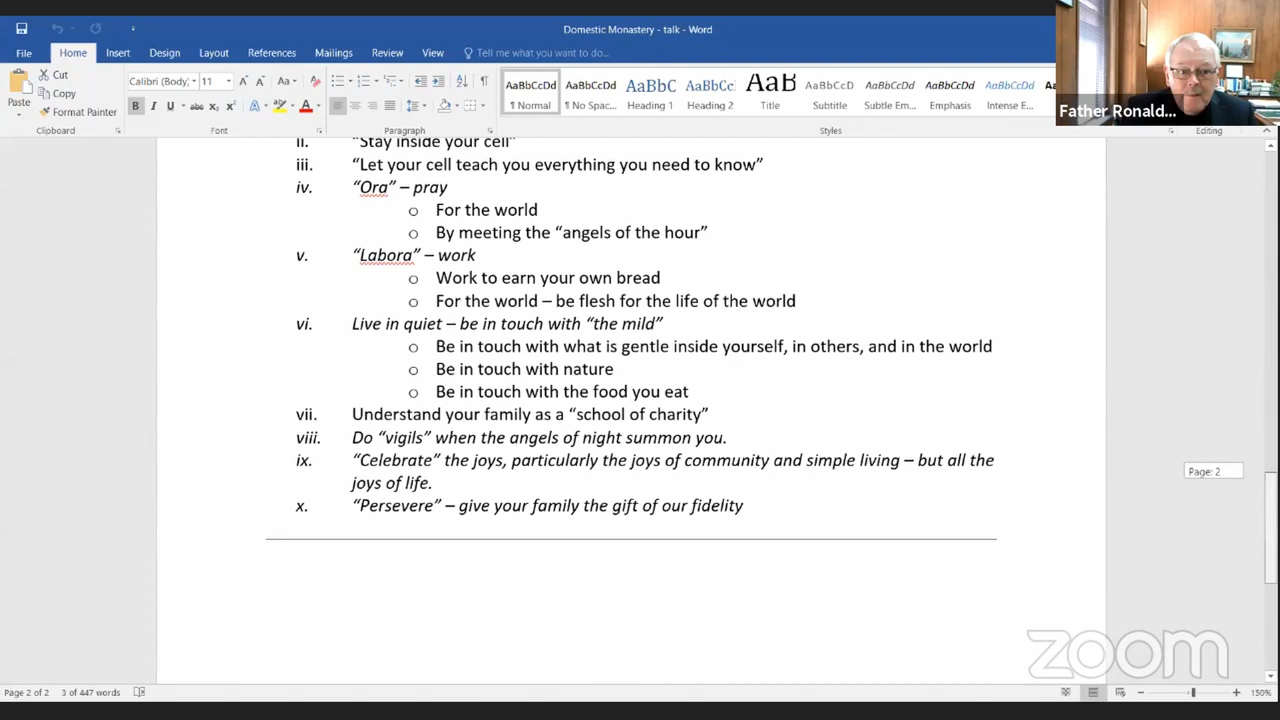 Domestic Monastery - talk - Word
File Home Insert Design Layout References Mailings Review View Tell me what you want to do...
Father Ronald...
Paste
Cut
Copy
Format Painter
Clipboard
Calibri (Body) 11
Font
Paragraph
AaBbCcDd AaBbCcDd AaBbC AaBbCc AaB AaBbCcD AaBbCcDd AaBbCcDd AaBbCcDd
¶ Normal ¶ No Spac... Heading 1 Heading 2 Title Subtitle Subtle Em... Emphasis Intense E...
Styles
Editing
ii. “Stay inside your cell”
iii. “Let your cell teach you everything you need to know”
iv. “Ora” – pray
o For the world
o By meeting the “angels of the hour”
v. “Labora” – work
o Work to earn your own bread
o For the world – be flesh for the life of the world
vi. Live in quiet – be in touch with “the mild”
o Be in touch with what is gentle inside yourself, in others, and in the world
o Be in touch with nature
o Be in touch with the food you eat
vii. Understand your family as a “school of charity”
viii. Do “vigils” when the angels of night summon you.
ix. “Celebrate” the joys, particularly the joys of community and simple living – but all the
joys of life.
x. “Persevere” – give your family the gift of our fidelity
Page: 2
zoom
Page 2 of 2 3 of 447 words
150%